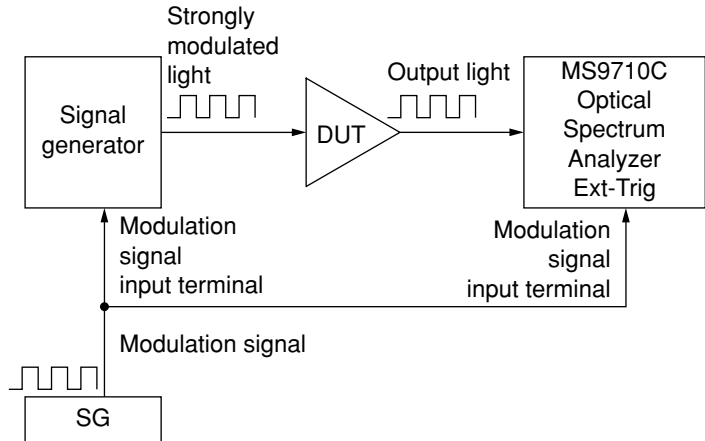 Strongly
modulated
light
Signal
generator
DUT
Output light
MS9710C
Optical
Spectrum
Analyzer
Ext-Trig
Modulation
signal
input terminal
Modulation
signal
input terminal
Modulation signal
SG